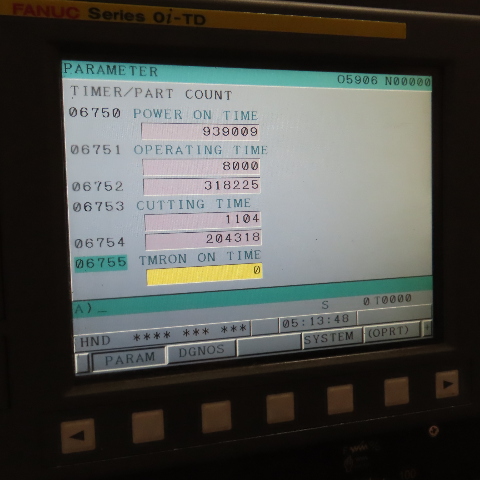 FANUC Series 0i-TD
PARAMETER O5906 N00000
TIMER/PART COUNT
06750 POWER ON TIME
939009
06751 OPERATING TIME
8000
06752 318225
06753 CUTTING TIME
1104
06754 204318
06755 TMRON ON TIME
0
A)_
S 0T0000
HND **** *** *** 05:13:48
PARAM DGNOS SYSTEM (OPRT)